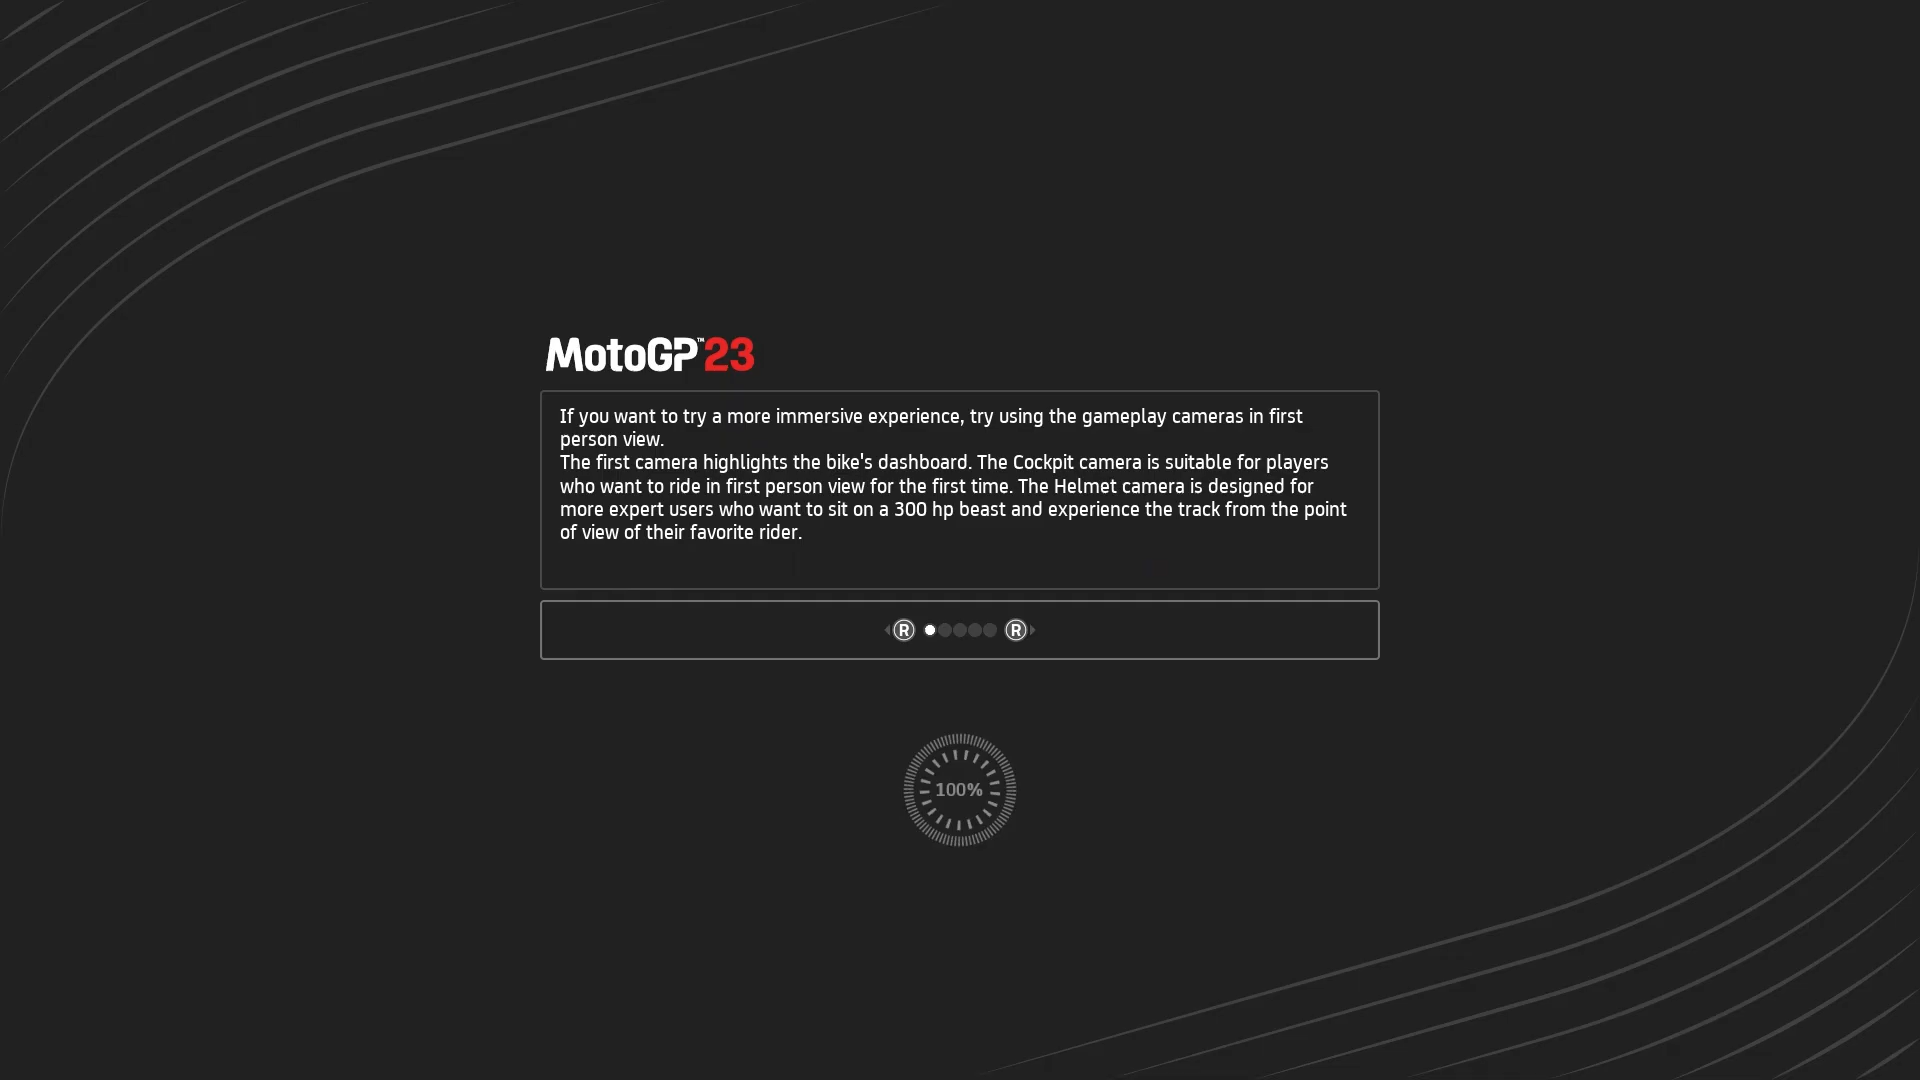 MotoGP™23
If you want to try a more immersive experience, try using the gameplay cameras in first
person view.
The first camera highlights the bike's dashboard. The Cockpit camera is suitable for players
who want to ride in first person view for the first time. The Helmet camera is designed for
more expert users who want to sit on a 300 hp beast and experience the track from the point
of view of their favorite rider.
R R
100%